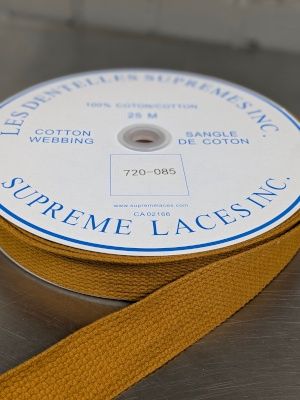 LES DENTELLES SUPREMES INC.
100% COTON/COTTON
25 M
COTTON WEBBING
SANGLE DE COTON
720-085
www.supremelaces.com
CA 02166
SUPREME LACES INC.